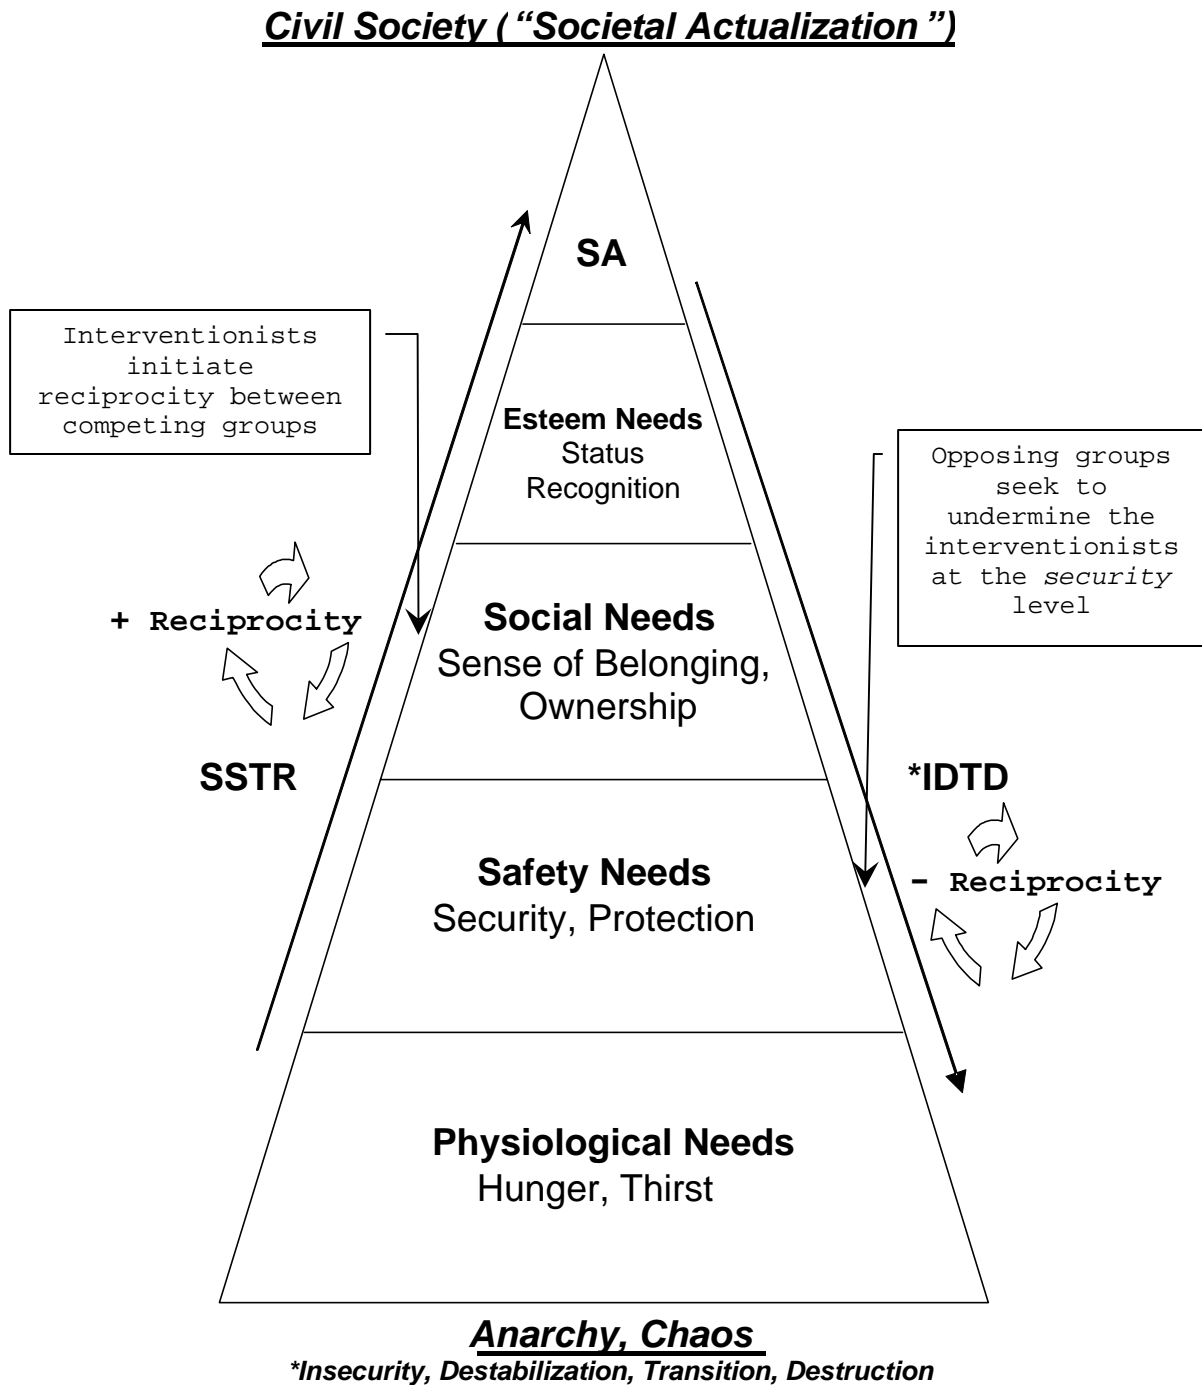 Civil Society ( “Societal Actualization ”)
SA
Interventionists
initiate
reciprocity between
competing groups
Esteem Needs
Status
Recognition
Opposing groups
seek to
undermine the
interventionists
at the security
level
+ Reciprocity
Social Needs
Sense of Belonging,
Ownership
SSTR
*IDTD
Safety Needs
Security, Protection
- Reciprocity
Physiological Needs
Hunger, Thirst
Anarchy, Chaos
*Insecurity, Destabilization, Transition, Destruction